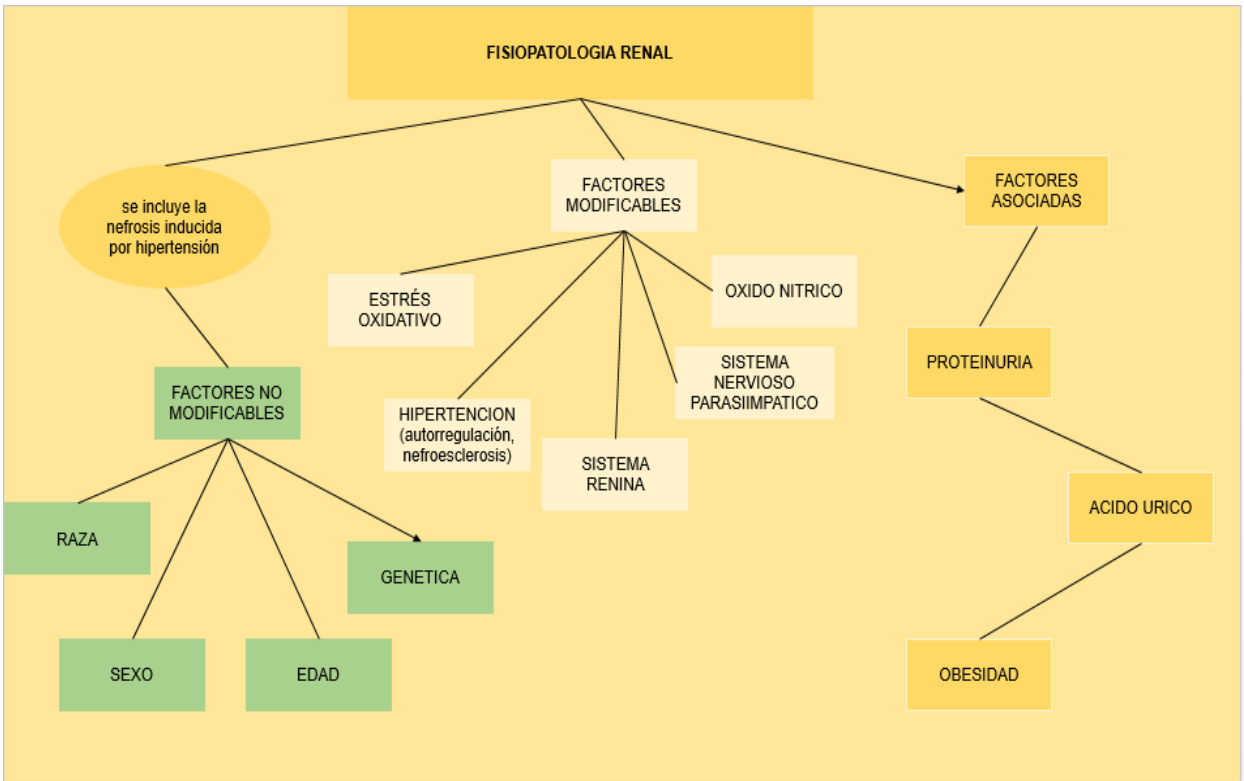 FISIOPATOLOGIA RENAL
se incluye la
nefrosis inducida
por hipertensión
FACTORES
MODIFICABLES
FACTORES
ASOCIADAS
ESTRÉS
OXIDATIVO
OXIDO NITRICO
HIPERTENCION
(autorregulación,
nefroesclerosis)
SISTEMA
RENINA
SISTEMA
NERVIOSO
PARASIIMPATICO
PROTEINURIA
ACIDO URICO
OBESIDAD
FACTORES NO
MODIFICABLES
RAZA
SEXO
EDAD
GENETICA